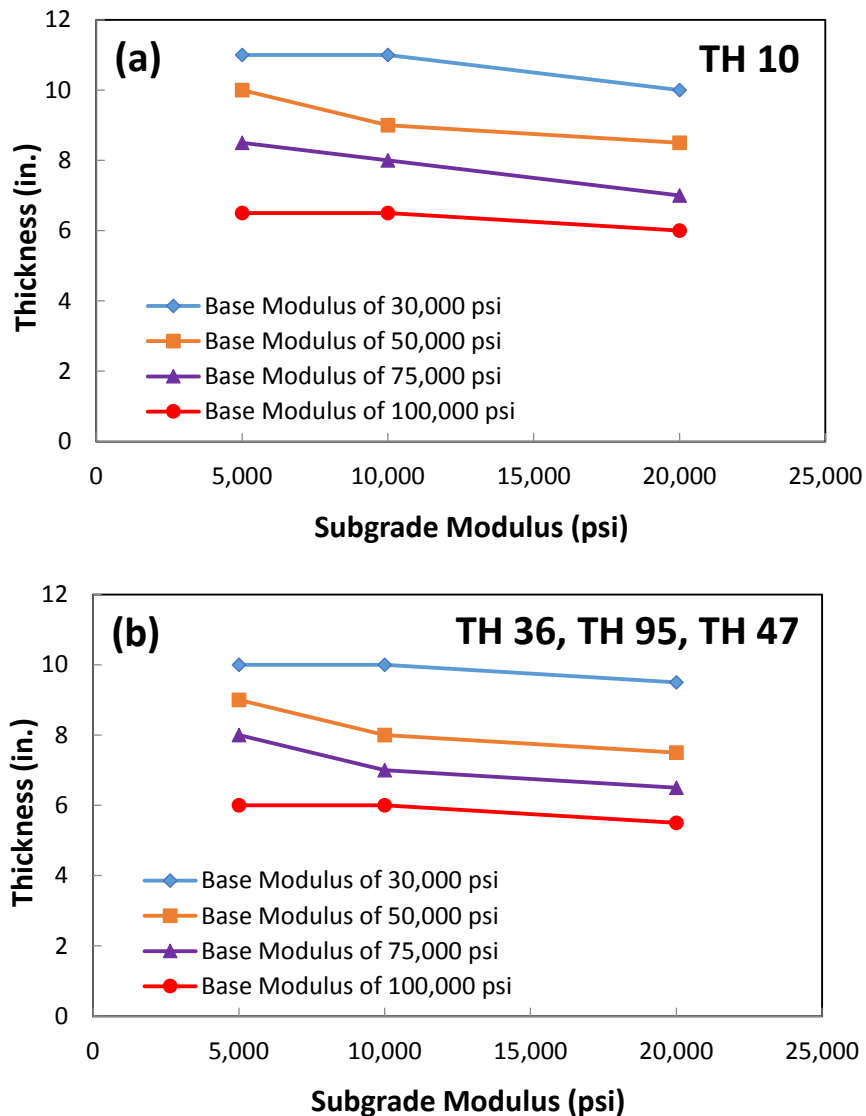 (a)
TH 10
12
10
8
6
4
2
0
Thickness (in.)
Base Modulus of 30,000 psi
Base Modulus of 50,000 psi
Base Modulus of 75,000 psi
Base Modulus of 100,000 psi
0 5,000 10,000 15,000 20,000 25,000
Subgrade Modulus (psi)
(b)
TH 36, TH 95, TH 47
12
10
8
6
4
2
0
Thickness (in.)
Base Modulus of 30,000 psi
Base Modulus of 50,000 psi
Base Modulus of 75,000 psi
Base Modulus of 100,000 psi
0 5,000 10,000 15,000 20,000 25,000
Subgrade Modulus (psi)